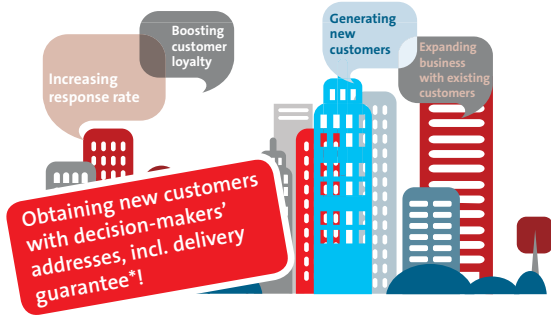 Boosting
customer
loyalty
Generating
new
customers
Increasing
response rate
Expanding
business
with existing
customers
Obtaining new customers
with decision-makers’
addresses, incl. delivery
guarantee*!